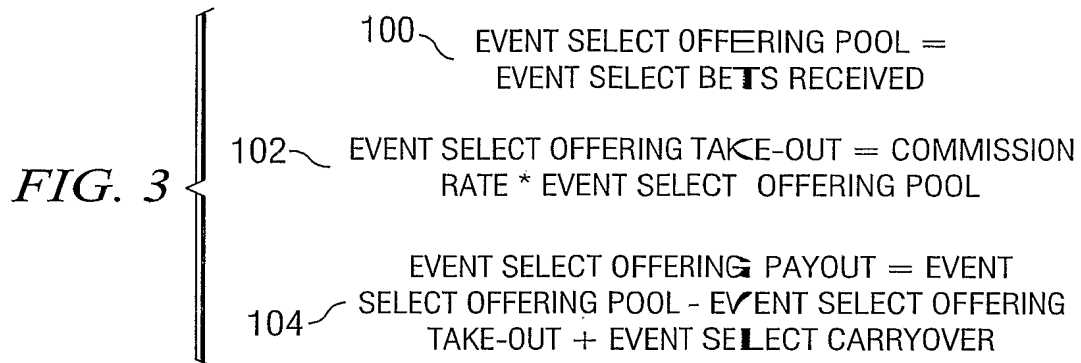 FIG. 3
100 EVENT SELECT OFFERING POOL =
EVENT SELECT BETS RECEIVED
102 EVENT SELECT OFFERING TAKE-OUT = COMMISSION
RATE * EVENT SELECT OFFERING POOL
EVENT SELECT OFFERING PAYOUT = EVENT
104 SELECT OFFERING POOL - EVENT SELECT OFFERING
TAKE-OUT + EVENT SELECT CARRYOVER